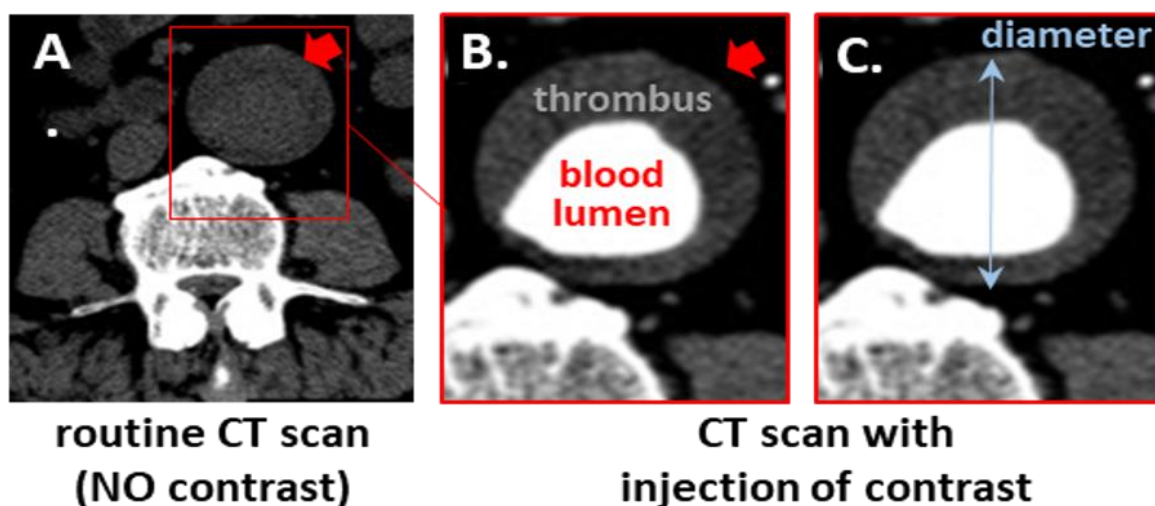 A
.
B.
thrombus
blood
lumen
C.
diameter
routine CT scan
(NO contrast)
CT scan with
injection of contrast